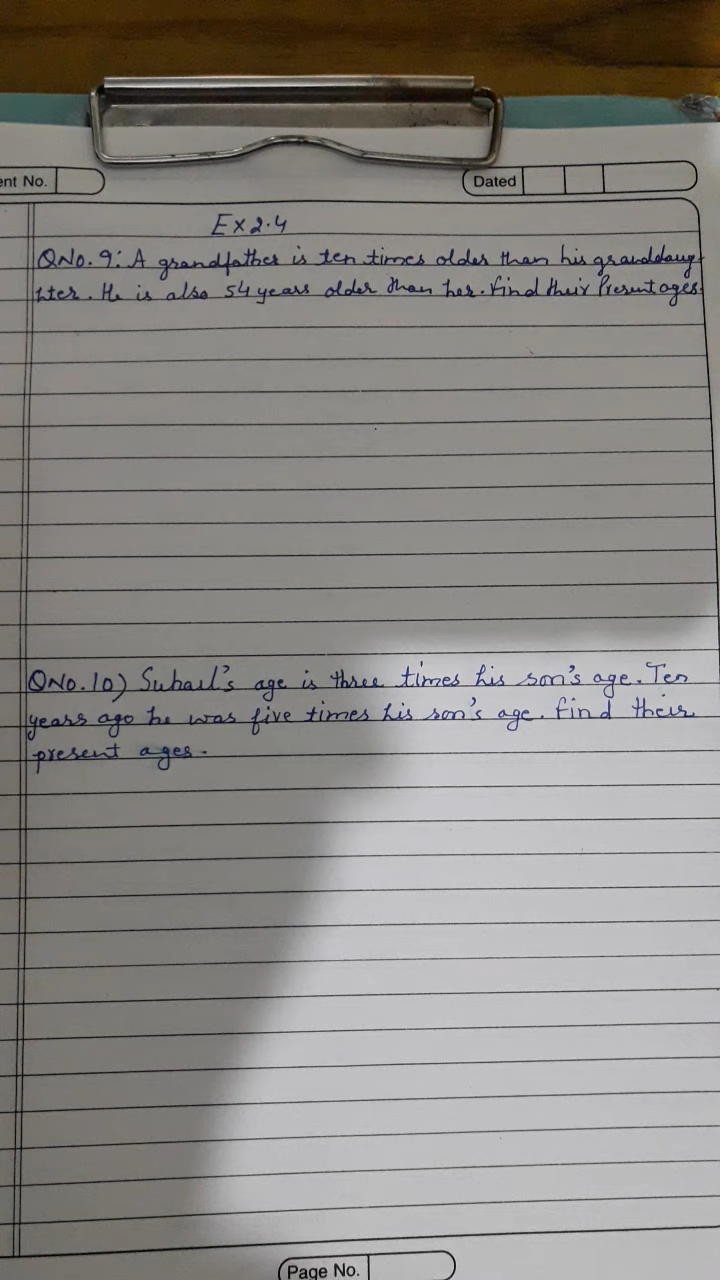 ent No.
Dated
Ex 2.4
QNo. 9: A grandfather is ten times older than his granddaug-
hter. He is also 54 years older than her. Find their Present ages.
QNo. 10) Suhail's age is three times his son's age. Ten
years ago he was five times his son's age. find their
present ages.
Page No.